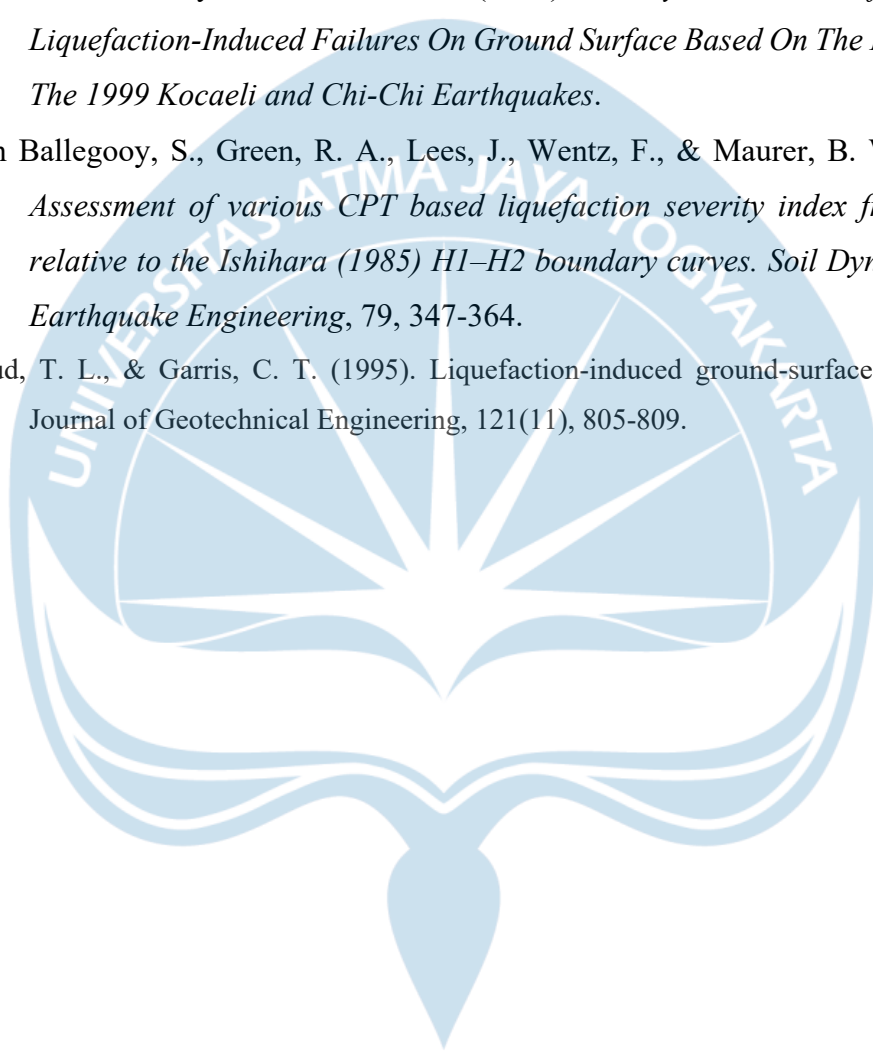 Liquefaction-Induced Failures On Ground Surface Based On The
The 1999 Kocaeli and Chi-Chi Earthquakes.
Ballegooy, S., Green, R. A., Lees, J., Wentz, F., & Maurer, B.
Assessment of various CPT based liquefaction severity index
relative to the Ishihara (1985) H1–H2 boundary curves. Soil
Earthquake Engineering, 79, 347-364.
T. L., & Garris, C. T. (1995). Liquefaction-induced ground-surface
Journal of Geotechnical Engineering, 121(11), 805-809.
UNIVERSITAS ATMA JAYA YOGYAKARTA